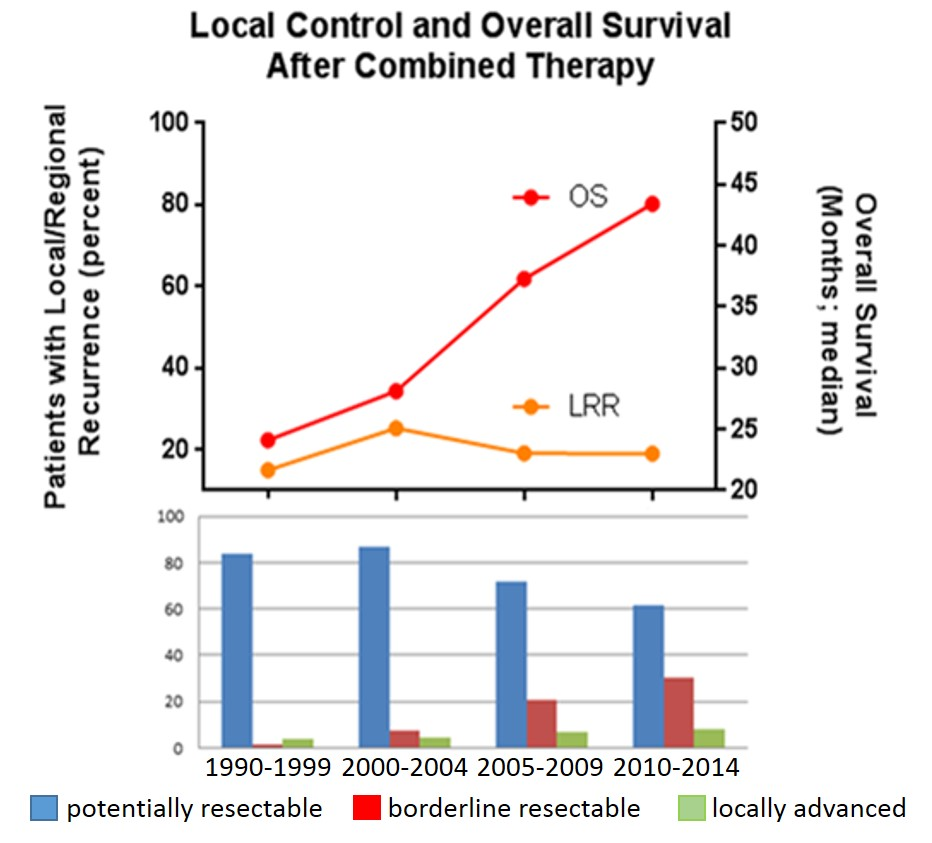 Local Control and Overall Survival
After Combined Therapy
Patients with Local/Regional
Recurrence (percent)
100
80
60
40
20
OS
LRR
50
45
40
35
30
25
20
Overall Survival
(Months; median)
100
80
60
40
20
0
1990-1999 2000-2004 2005-2009 2010-2014
potentially resectable borderline resectable locally advanced